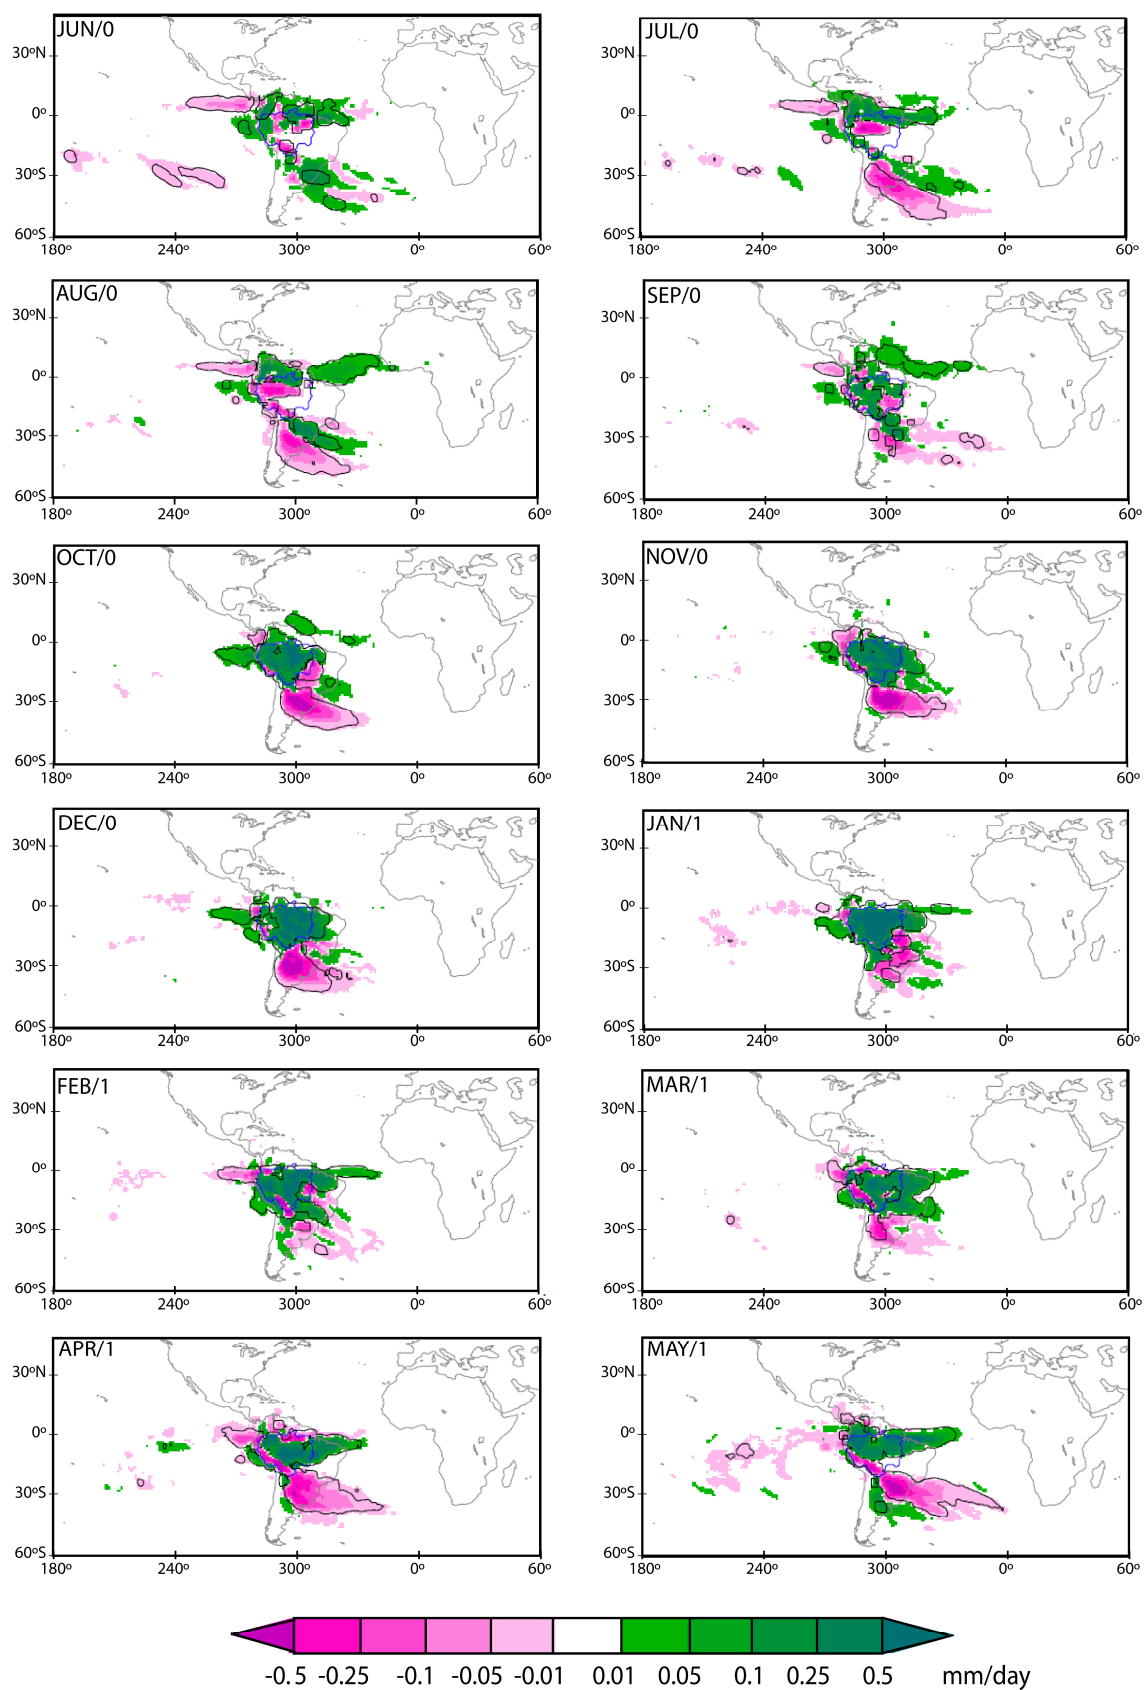 JUN/0 JUL/0
30ºN 30ºN
0º 0º
30ºS 30ºS
60ºS 60ºS
180º 240º 300º 0º 60º 180º 240º 300º 0º 60º
AUG/0 SEP/0
30ºN 30ºN
0º 0º
30ºS 30ºS
60ºS 60ºS
180º 240º 300º 0º 60º 180º 240º 300º 0º 60º
OCT/0 NOV/0
30ºN 30ºN
0º 0º
30ºS 30ºS
60ºS 60ºS
180º 240º 300º 0º 60º 180º 240º 300º 0º 60º
DEC/0 JAN/1
30ºN 30ºN
0º 0º
30ºS 30ºS
60ºS 60ºS
180º 240º 300º 0º 60º 180º 240º 300º 0º 60º
FEB/1 MAR/1
30ºN 30ºN
0º 0º
30ºS 30ºS
60ºS 60ºS
180º 240º 300º 0º 60º 180º 240º 300º 0º 60º
APR/1 MAY/1
30ºN 30ºN
0º 0º
30ºS 30ºS
60ºS 60ºS
180º 240º 300º 0º 60º 180º 240º 300º 0º 60º
-0.5 -0.25 -0.1 -0.05 -0.01 0.01 0.05 0.1 0.25 0.5 mm/day